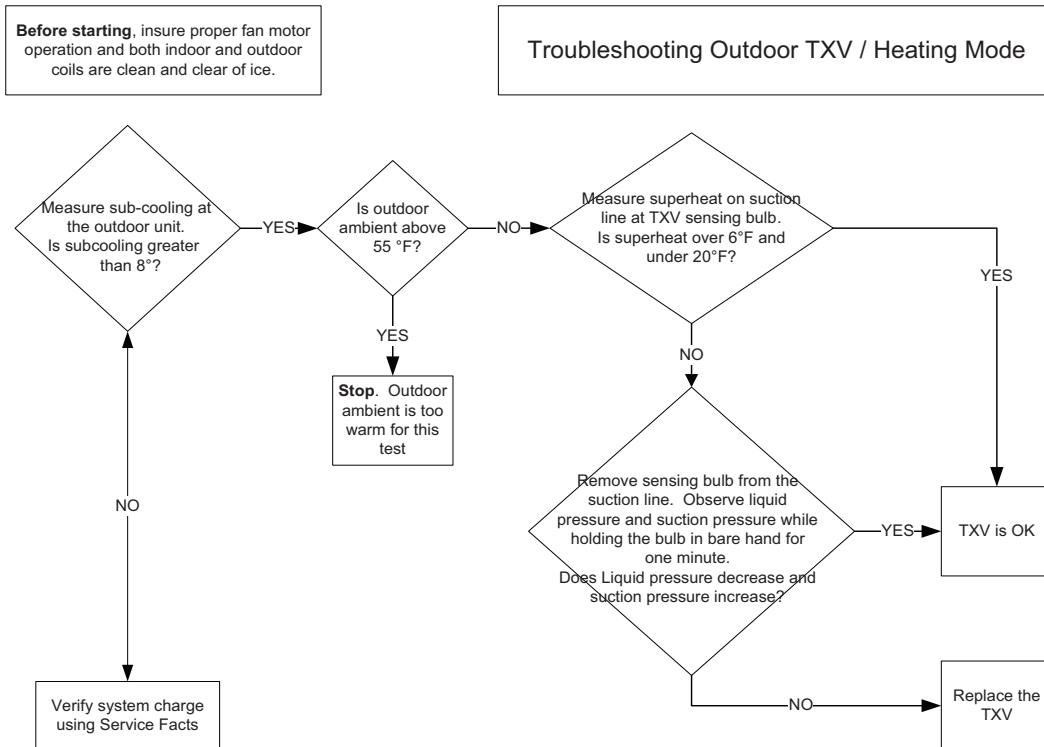 Before starting, insure proper fan motor
operation and both indoor and outdoor
coils are clean and clear of ice.
Troubleshooting Outdoor TXV / Heating Mode
Measure sub-cooling at
the outdoor unit.
Is subcooling greater
than 8°?
YES
Is outdoor
ambient above
55 °F?
NO
Measure superheat on suction
line at TXV sensing bulb.
Is superheat over 6°F and
under 20°F?
YES
YES
NO
Stop. Outdoor
ambient is too
warm for this
test
NO
Remove sensing bulb from the
suction line. Observe liquid
pressure and suction pressure while
holding the bulb in bare hand for
one minute.
Does Liquid pressure decrease and
suction pressure increase?
YES
TXV is OK
Verify system charge
using Service Facts
NO
Replace the
TXV